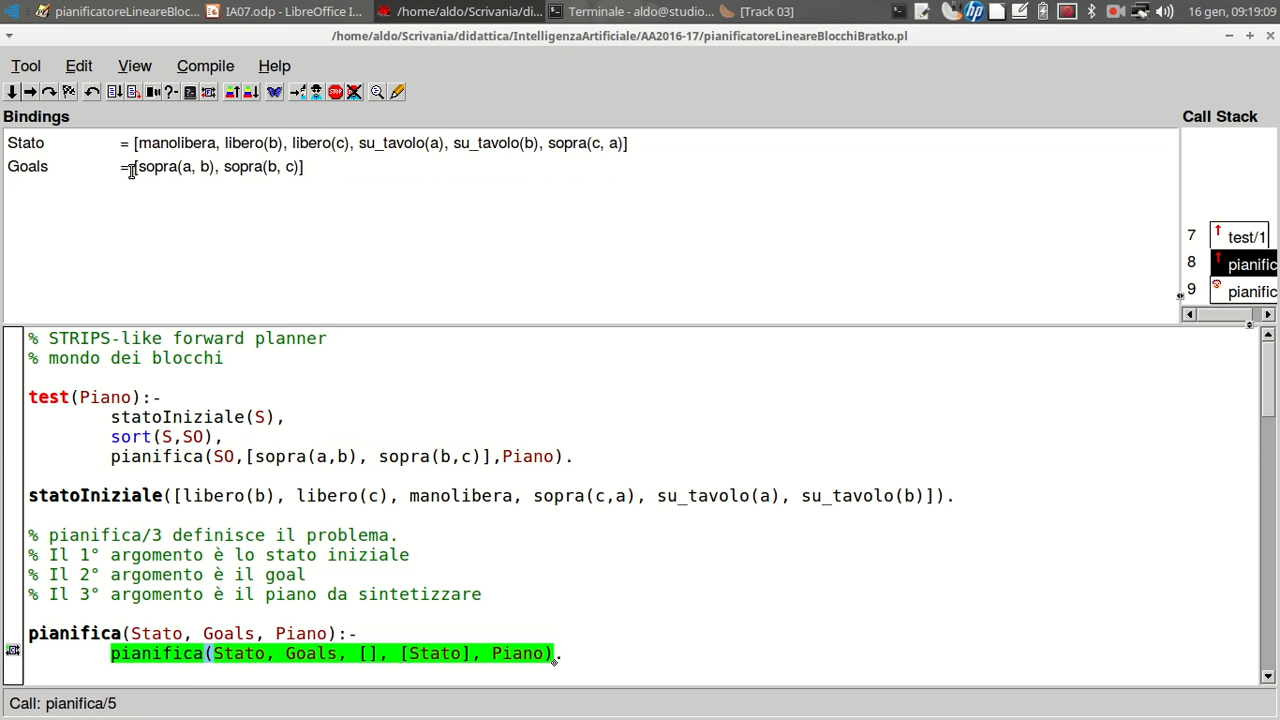 pianificatoreLineareBloc... IA07.odp - LibreOffice I... /home/aldo/Scrivania/di... Terminale - aldo@studio... [Track 03] 16 gen, 09:19:09
/home/aldo/Scrivania/didattica/IntelligenzaArtificiale/AA2016-17/pianificatoreLineareBlocchiBratko.pl
Tool Edit View Compile Help
Bindings
Call Stack
Stato = [manolibera, libero(b), libero(c), su_tavolo(a), su_tavolo(b), sopra(c, a)]
Goals = [sopra(a, b), sopra(b, c)]
7 test/1
8 pianific
9 pianific
% STRIPS-like forward planner
% mondo dei blocchi
test(Piano):-
statoIniziale(S),
sort(S,SO),
pianifica(SO,[sopra(a,b), sopra(b,c)],Piano).
statoIniziale([libero(b), libero(c), manolibera, sopra(c,a), su_tavolo(a), su_tavolo(b)]).
% pianifica/3 definisce il problema.
% Il 1° argomento è lo stato iniziale
% Il 2° argomento è il goal
% Il 3° argomento è il piano da sintetizzare
pianifica(Stato, Goals, Piano):-
pianifica(Stato, Goals, [], [Stato], Piano).
Call: pianifica/5